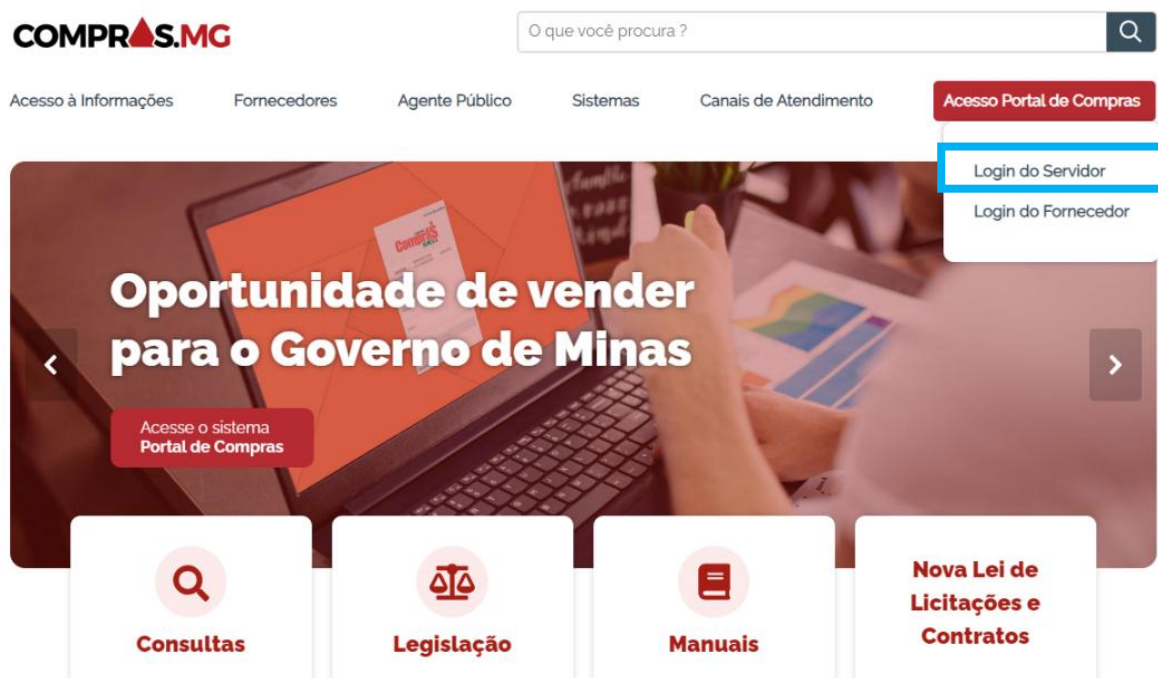 COMPRAS.MG
O que você procura ?
Acesso à Informações
Fornecedores
Agente Público
Sistemas
Canais de Atendimento
Acesso Portal de Compras
Login do Servidor
Login do Fornecedor
Compras
MG
Oportunidade de vender
para o Governo de Minas
Acesse o sistema
Portal de Compras
Consultas
Legislação
Manuais
Nova Lei de
Licitações e
Contratos